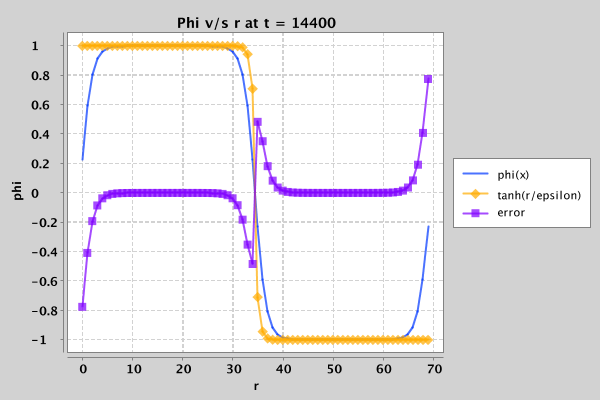 Phi v/s r at t = 14400
phi
1
0.8
0.6
0.4
0.2
0
−0.2
−0.4
−0.6
−0.8
−1
0 10 20 30 40 50 60 70
r
phi(x)
tanh(r/epsilon)
error